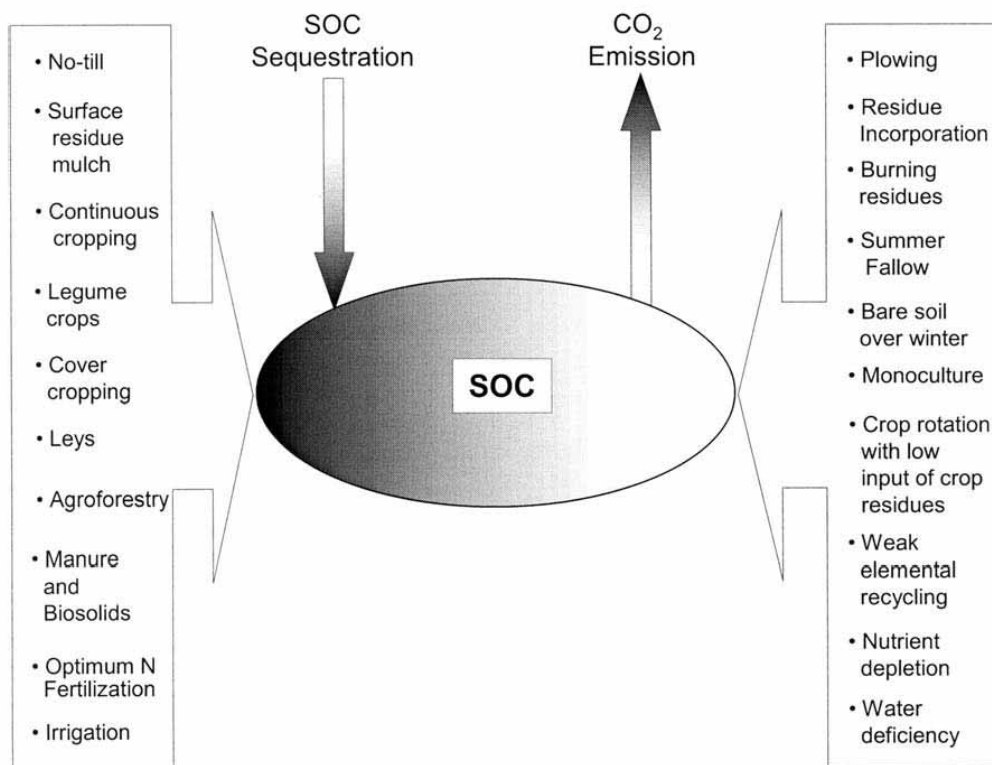 SOC
Sequestration
CO₂
Emission
• No-till
• Surface
residue
mulch
• Continuous
cropping
• Legume
crops
• Cover
cropping
• Leys
• Agroforestry
• Manure
and
Biosolids
• Optimum N
Fertilization
• Irrigation
SOC
• Plowing
• Residue
Incorporation
• Burning
residues
• Summer
Fallow
• Bare soil
over winter
• Monoculture
• Crop rotation
with low
input of crop
residues
• Weak
elemental
recycling
• Nutrient
depletion
• Water
deficiency